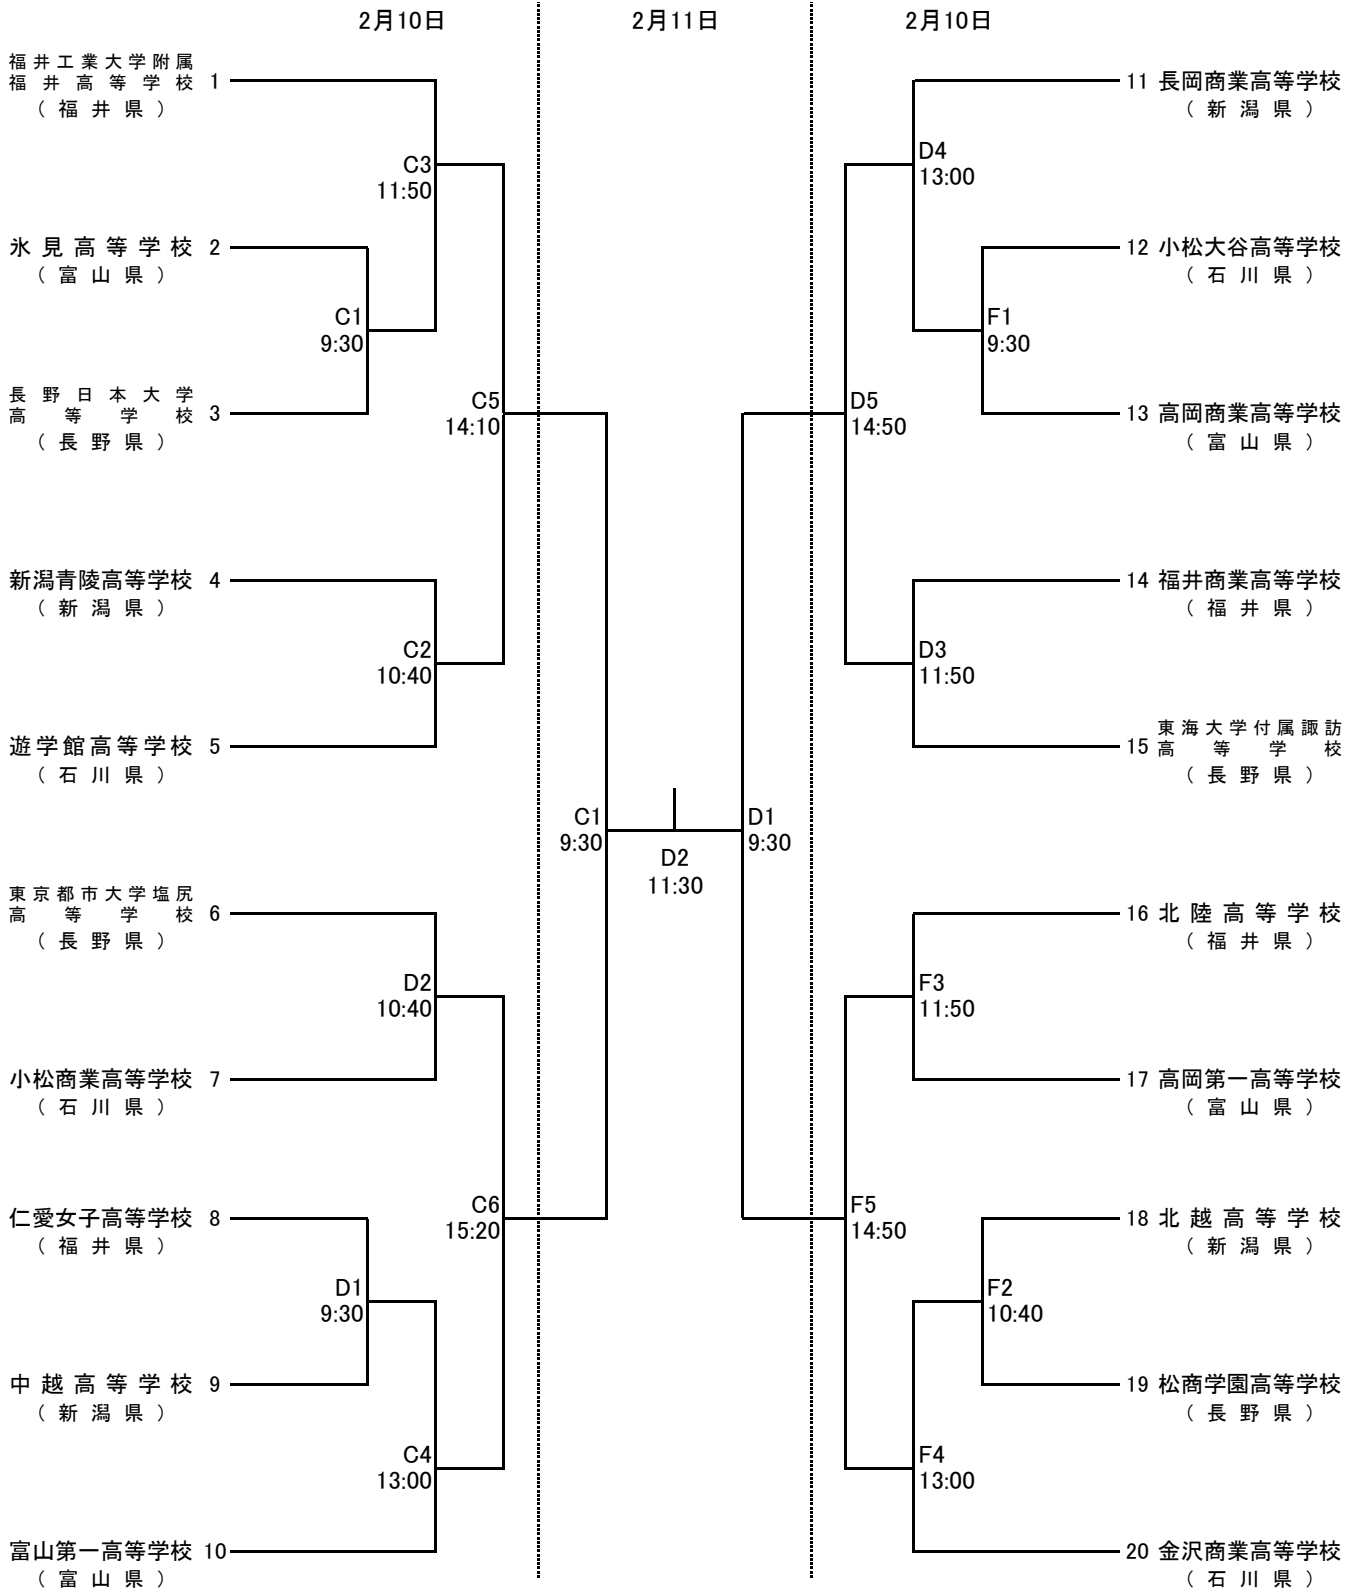 2月10日
2月11日
2月10日
福井工業大学附属
福井高等学校 1
（福井県）
C3
11:50
氷見高等学校 2
（富山県）
C1
9:30
長野日本大学
高等学校 3
（長野県）
C5
14:10
新潟青陵高等学校 4
（新潟県）
C2
10:40
遊学館高等学校 5
（石川県）
東京都市大学塩尻
高等学校 6
（長野県）
D2
10:40
小松商業高等学校 7
（石川県）
仁愛女子高等学校 8
（福井県）
C6
15:20
D1
9:30
中越高等学校 9
（新潟県）
C4
13:00
富山第一高等学校 10
（富山県）
C1
9:30
D2
11:30
D1
9:30
11 長岡商業高等学校
（新潟県）
D4
13:00
12 小松大谷高等学校
（石川県）
F1
9:30
13 高岡商業高等学校
（富山県）
D5
14:50
14 福井商業高等学校
（福井県）
D3
11:50
東海大学付属諏訪
15 高等学校
（長野県）
16 北陸高等学校
（福井県）
F3
11:50
17 高岡第一高等学校
（富山県）
F5
14:50
18 北越高等学校
（新潟県）
F2
10:40
19 松商学園高等学校
（長野県）
F4
13:00
20 金沢商業高等学校
（石川県）